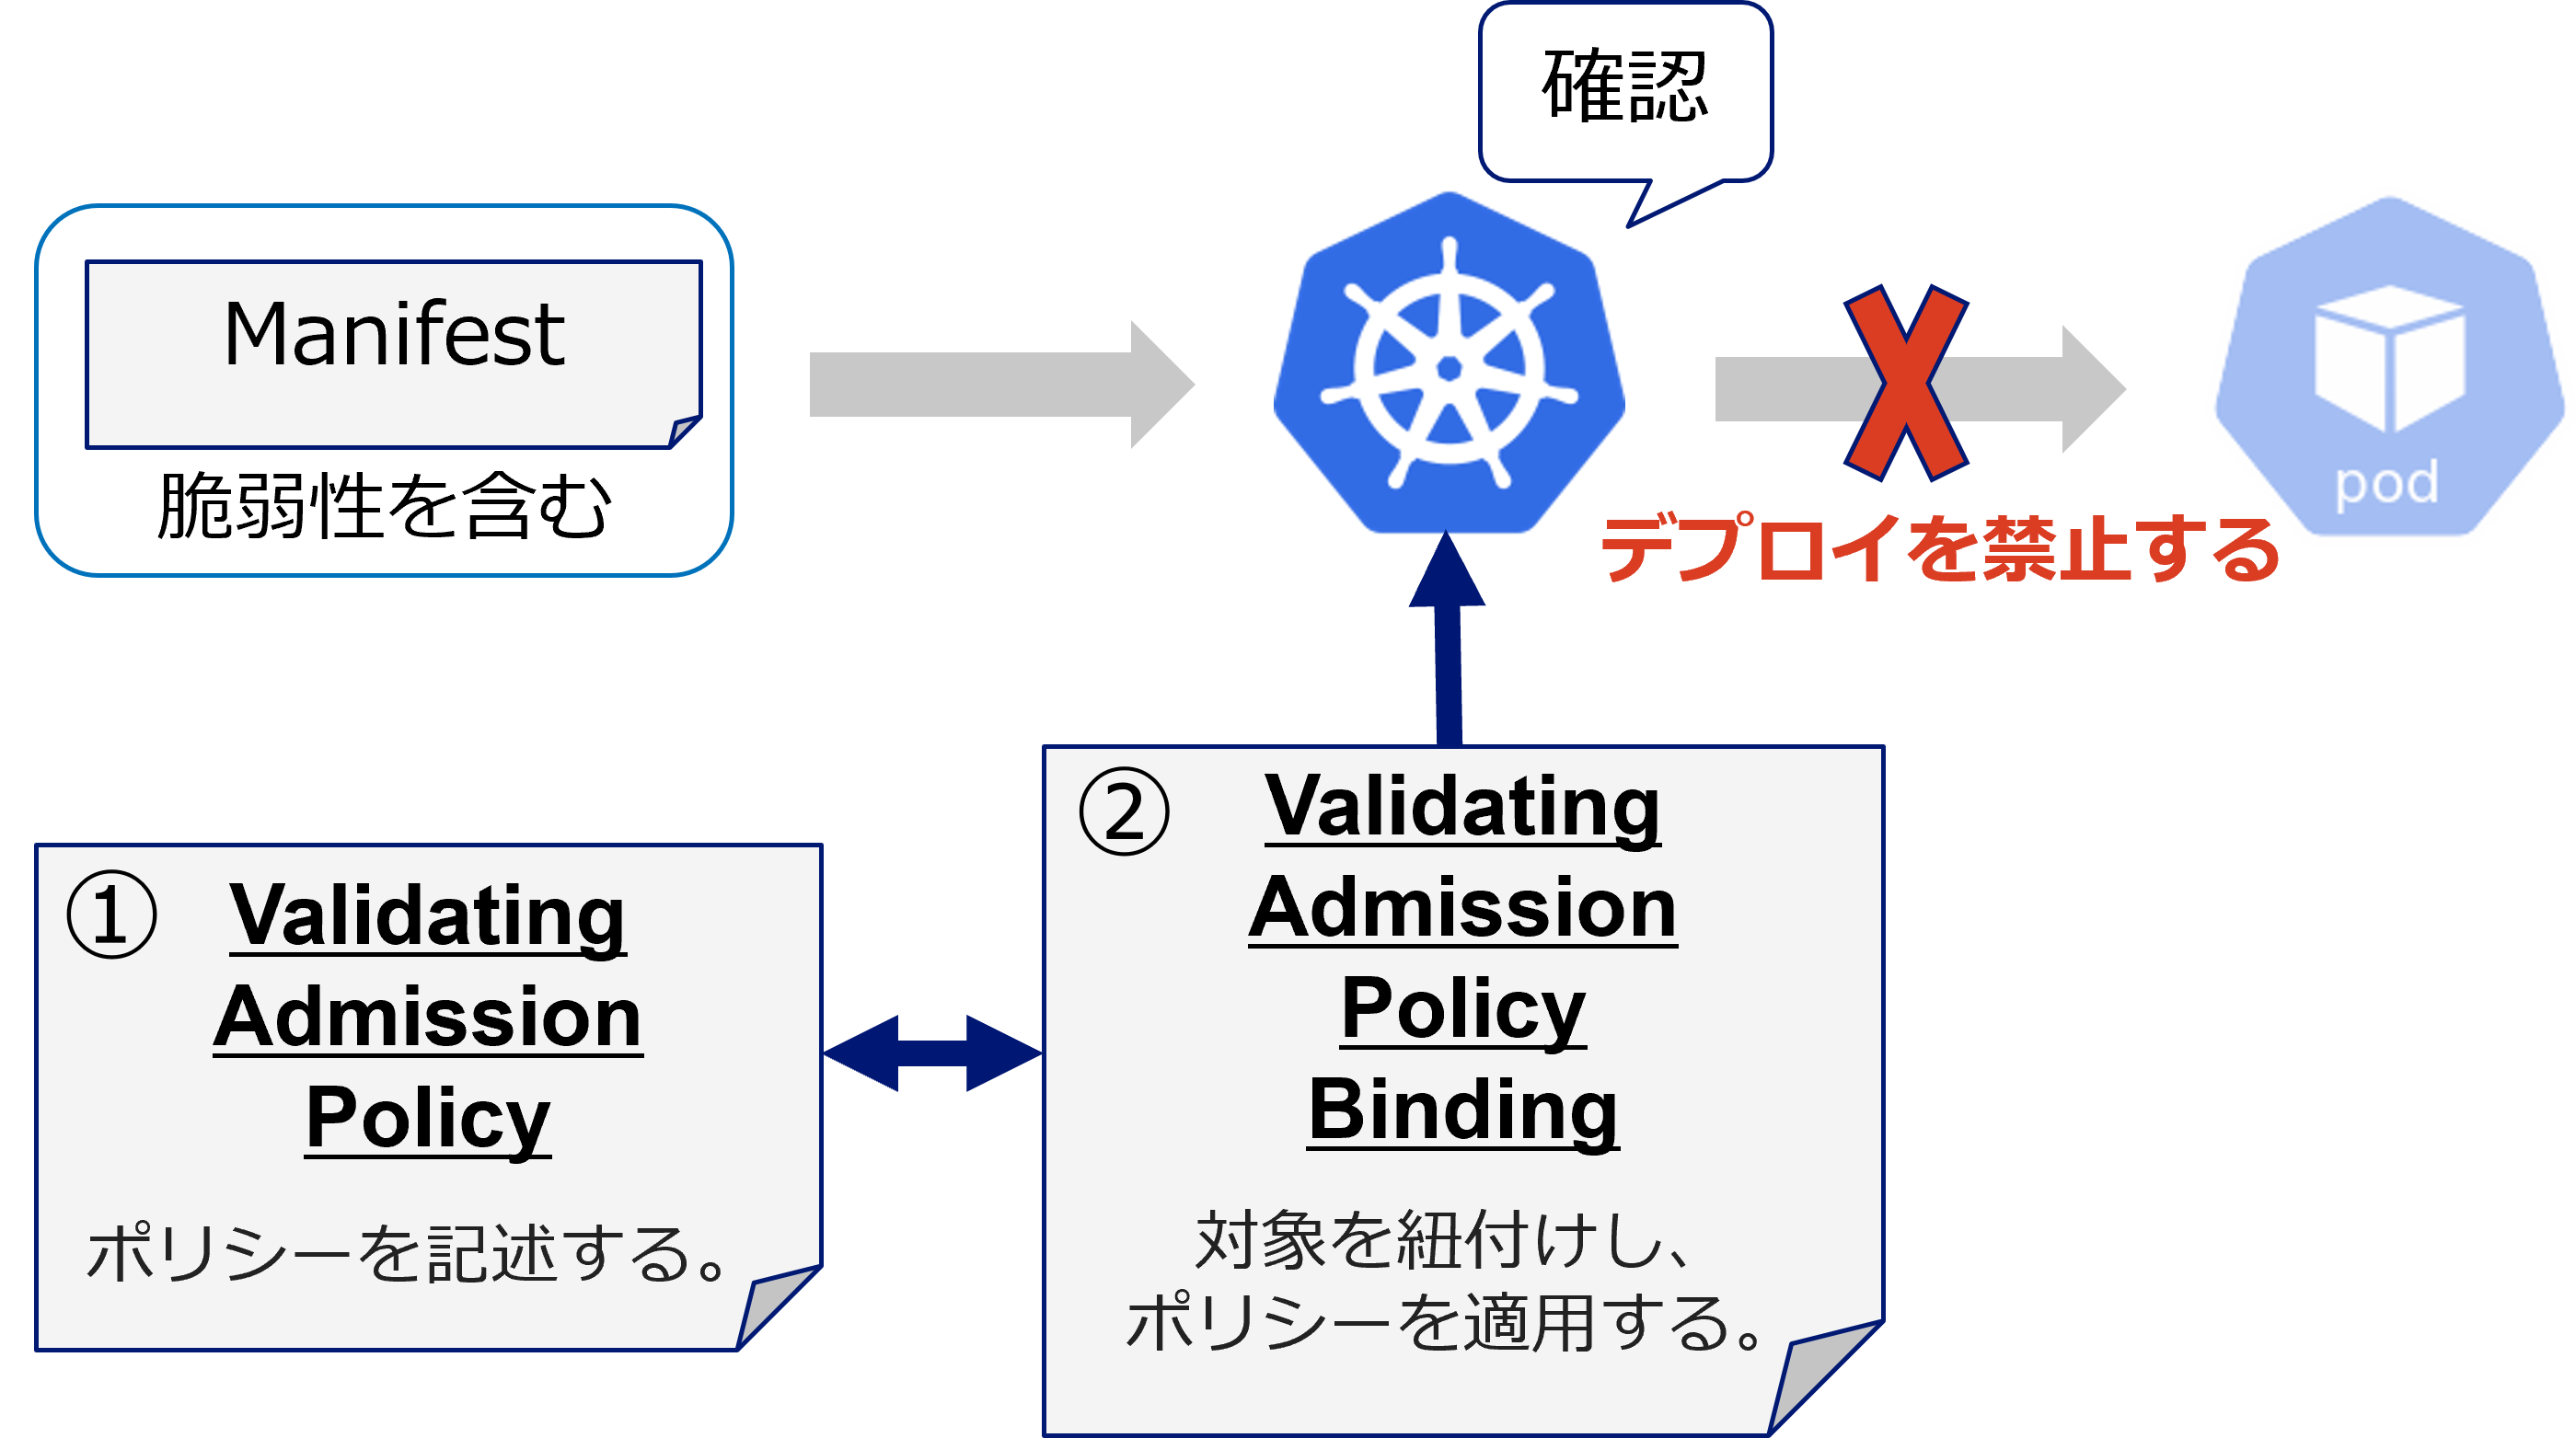 確認
Manifest
脆弱性を含む
pod
デプロイを禁止する
① Validating
Admission
Policy
ポリシーを記述する。
② Validating
Admission
Policy
Binding
対象を紐付けし、
ポリシーを適用する。